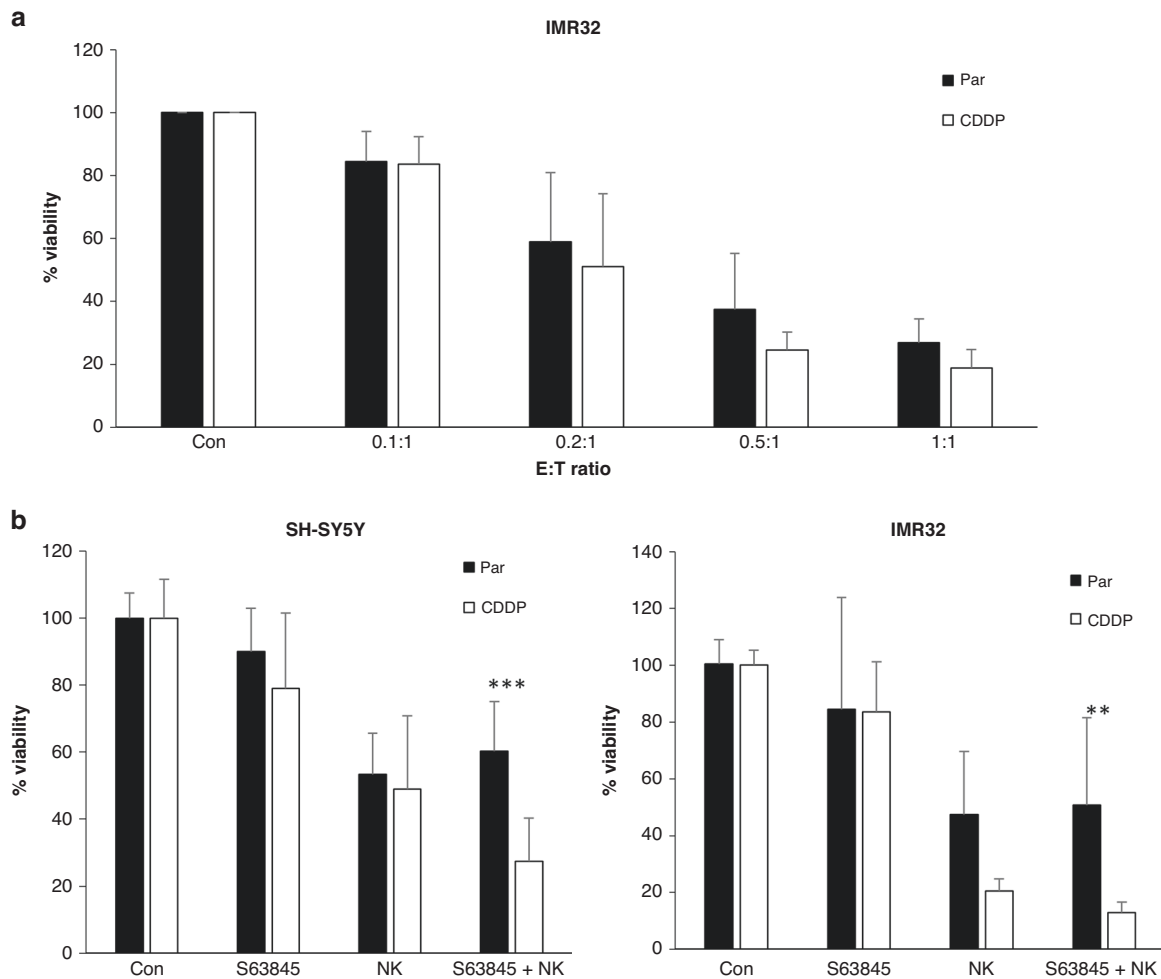 a
IMR32
120
100
80
60
40
20
0
% viability
Par
CDDP
Con 0.1:1 0.2:1 0.5:1 1:1
E:T ratio
b
SH-SY5Y
120
100
80
60
40
20
0
% viability
Par
CDDP
***
Con S63845 NK S63845 + NK
IMR32
140
120
100
80
60
40
20
0
% viability
Par
CDDP
**
Con S63845 NK S63845 + NK